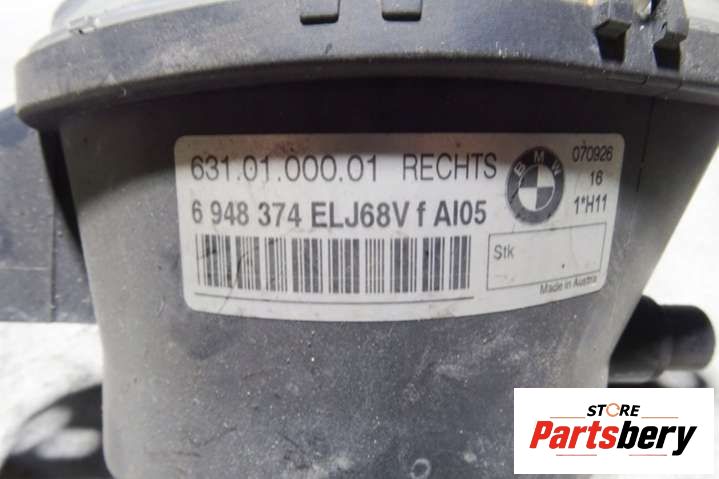 631.01.000.01 RECHTS
6 948 374 ELJ68V f AI05
BMW
070926
16
1*H11
Stk
Made in Austria
STORE
Partsbery